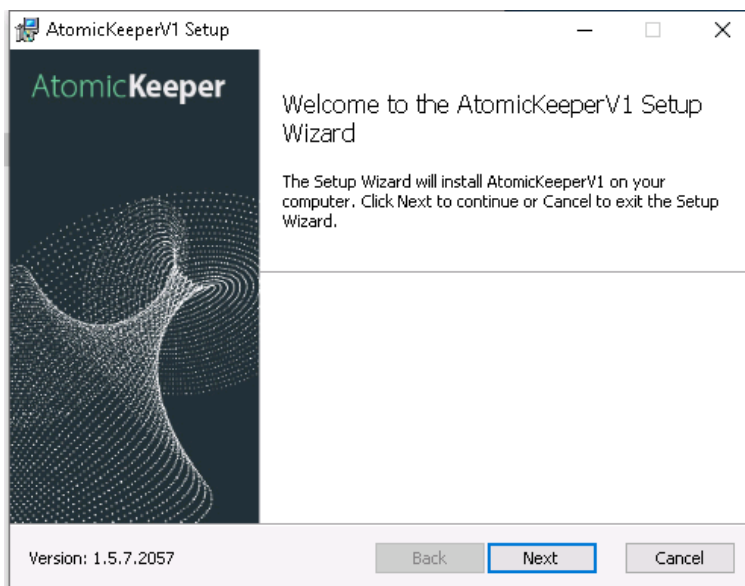 AtomicKeeperV1 Setup
AtomicKeeper
Welcome to the AtomicKeeperV1 Setup
Wizard
The Setup Wizard will install AtomicKeeperV1 on your
computer. Click Next to continue or Cancel to exit the Setup
Wizard.
Version: 1.5.7.2057
Back
Next
Cancel